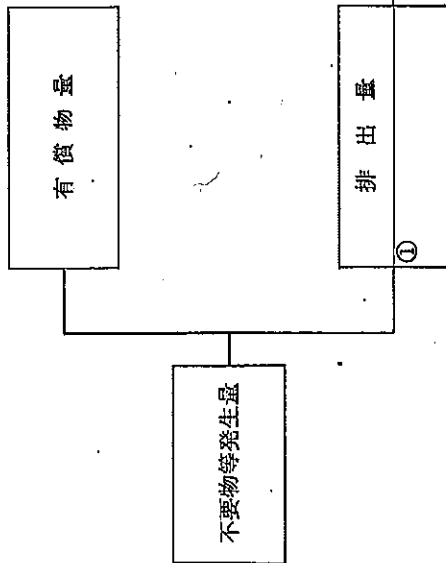 不要物等発生量
有償物量
排出量
①